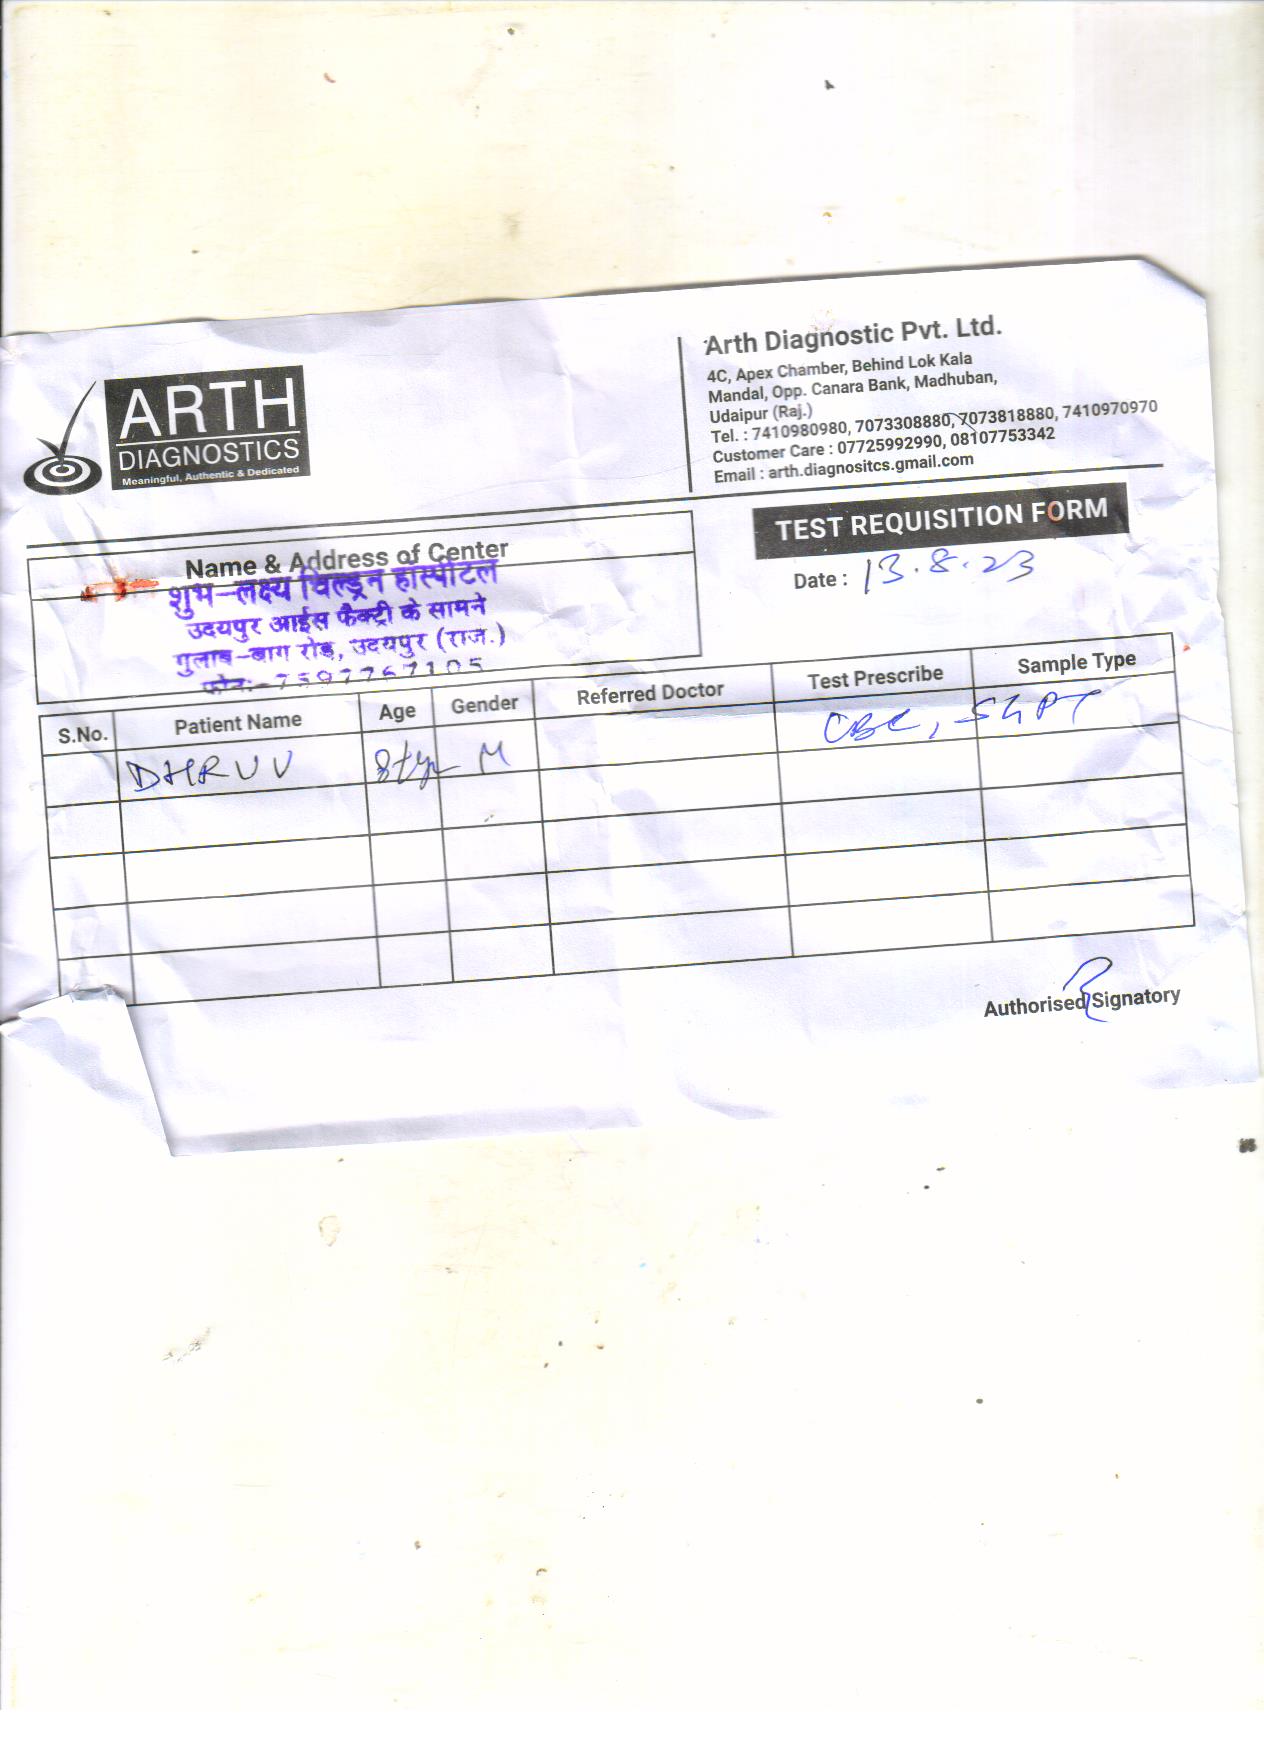 ARTH
DIAGNOSTICS
Meaningful, Authentic & Dedicated
Arth Diagnostic Pvt. Ltd.
4C, Apex Chamber, Behind Lok Kala
Mandal, Opp. Canara Bank, Madhuban,
Udaipur (Raj.)
Tel. : 7410980980, 7073308880, 7073818880, 7410970970
Customer Care : 07725992990, 08107753342
Email : arth.diagnositcs.gmail.com
TEST REQUISITION FORM
Date : 13.8.23
Name & Address of Center
शुभ-लक्ष्य चिल्ड्रन हास्पीटल
उदयपुर आईस फैक्ट्री के सामने
गुलाब-बाग रोड, उदयपुर (राज.)
फोन:-
S.No. Patient Name Age Gender Referred Doctor Test Prescribe Sample Type
DHRUV M CBC, SGPT
Authorised Signatory